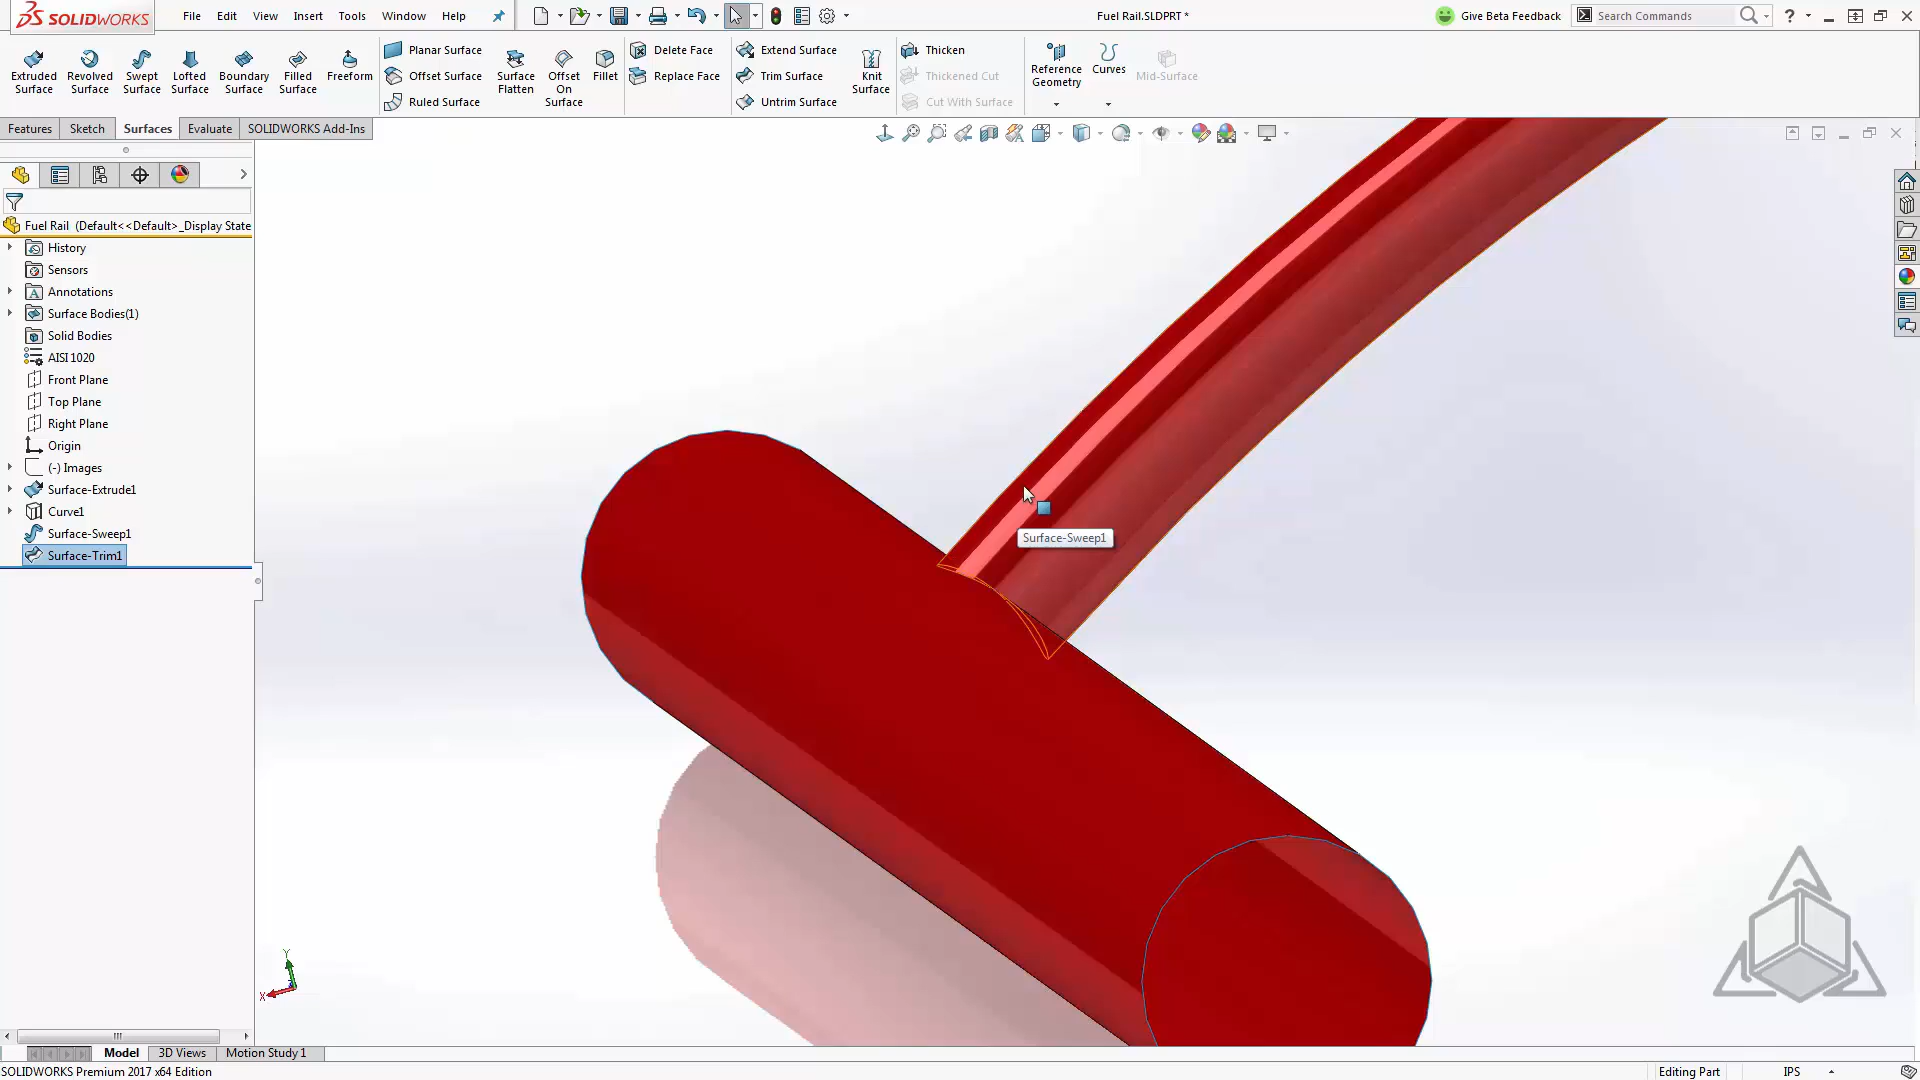 SOLIDWORKS
File Edit View Insert Tools Window Help
Fuel Rail.SLDPRT *
Give Beta Feedback
Search Commands
?
Extruded Surface
Revolved Surface
Swept Surface
Lofted Surface
Boundary Surface
Filled Surface
Freeform
Planar Surface
Offset Surface
Ruled Surface
Surface Flatten
Offset On Surface
Fillet
Delete Face
Replace Face
Extend Surface
Trim Surface
Untrim Surface
Knit Surface
Thicken
Thickened Cut
Cut With Surface
Reference Geometry
Curves
Mid-Surface
Features Sketch Surfaces Evaluate SOLIDWORKS Add-Ins
Fuel Rail (Default<<Default>_Display State
History
Sensors
Annotations
Surface Bodies(1)
Solid Bodies
AISI 1020
Front Plane
Top Plane
Right Plane
Origin
(-) Images
Surface-Extrude1
Curve1
Surface-Sweep1
Surface-Trim1
Surface-Sweep1
Y
X
Model 3D Views Motion Study 1
SOLIDWORKS Premium 2017 x64 Edition
Editing Part
IPS